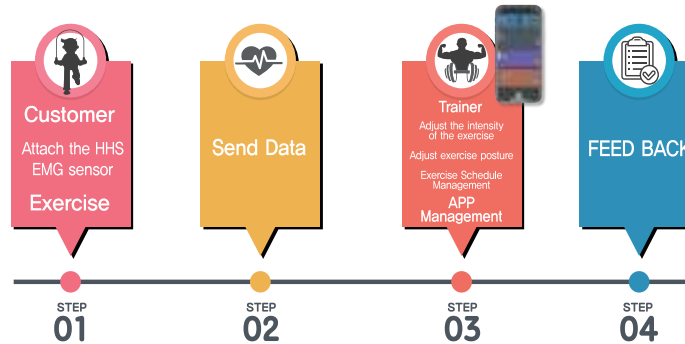 Customer
Attach the HHS
EMG sensor
Exercise
STEP
01
Send Data
STEP
02
Trainer
Adjust the intensity
of the exercise
Adjust exercise posture
Exercise Schedule
Management
APP
Management
STEP
03
FEED BACK
STEP
04